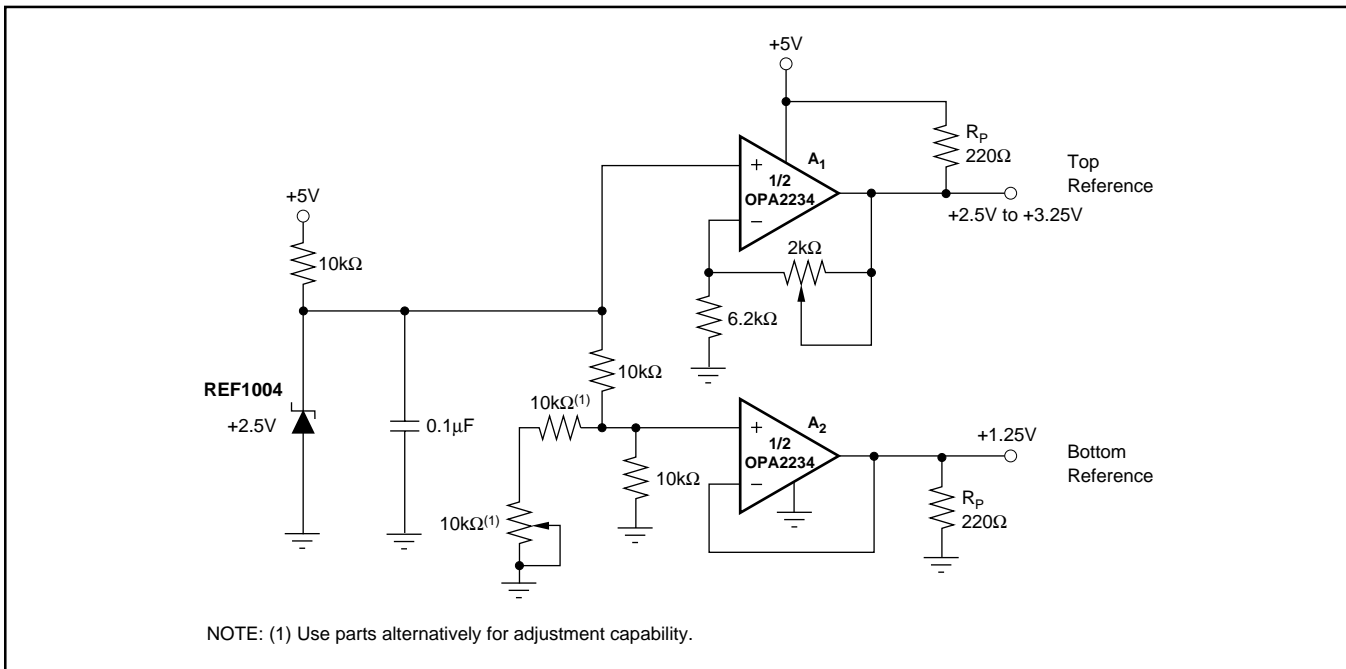 +5V
R_P
220Ω
Top
Reference
+2.5V to +3.25V
A_1
+
1/2
OPA2234
–
2kΩ
6.2kΩ
+5V
10kΩ
REF1004
+2.5V
0.1µF
10kΩ
10kΩ(1)
10kΩ(1)
10kΩ
A_2
+
1/2
OPA2234
–
+1.25V
Bottom
Reference
R_P
220Ω
NOTE: (1) Use parts alternatively for adjustment capability.